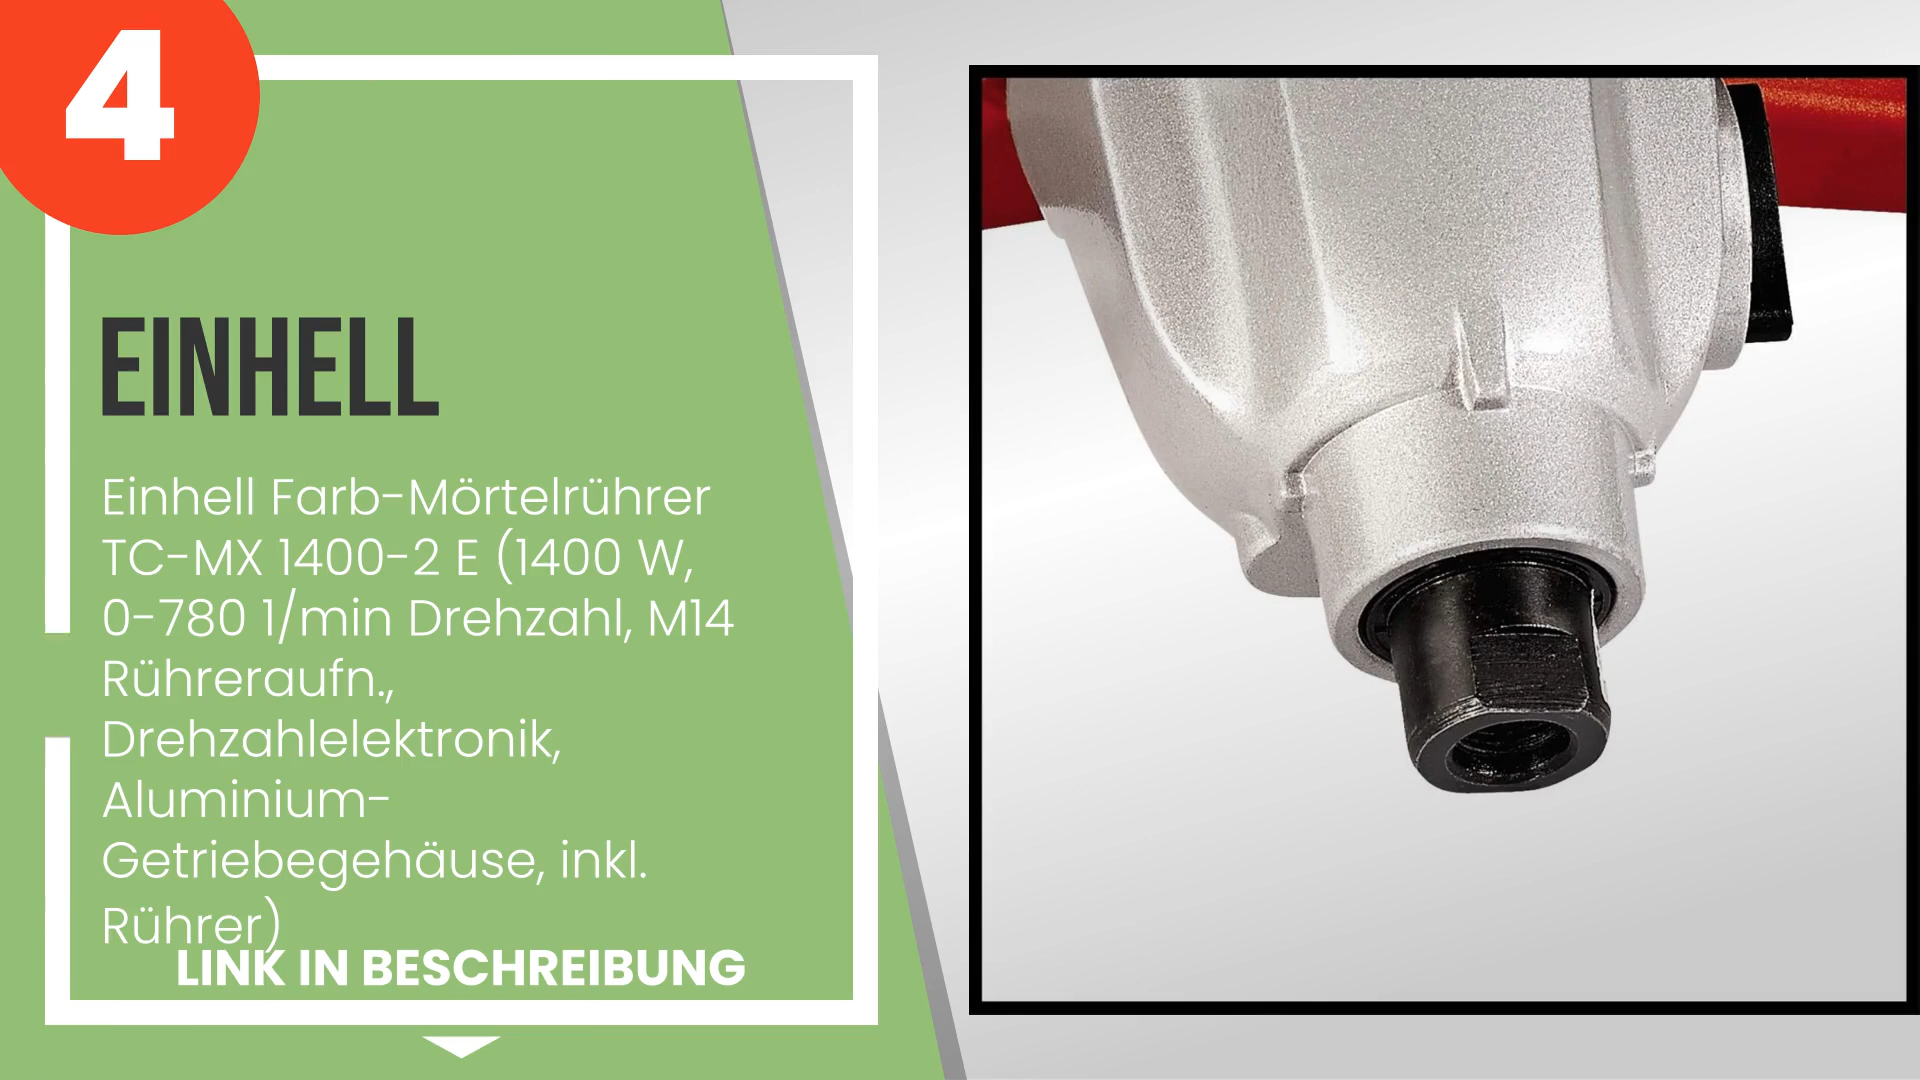 4
EINHELL
Einhell Farb-Mörtelrührer
TC-MX 1400-2 E (1400 W,
0-780 1/min Drehzahl, M14
Rühreraufn.,
Drehzahlelektronik,
Aluminium-
Getriebegehäuse, inkl.
Rührer)
LINK IN BESCHREIBUNG